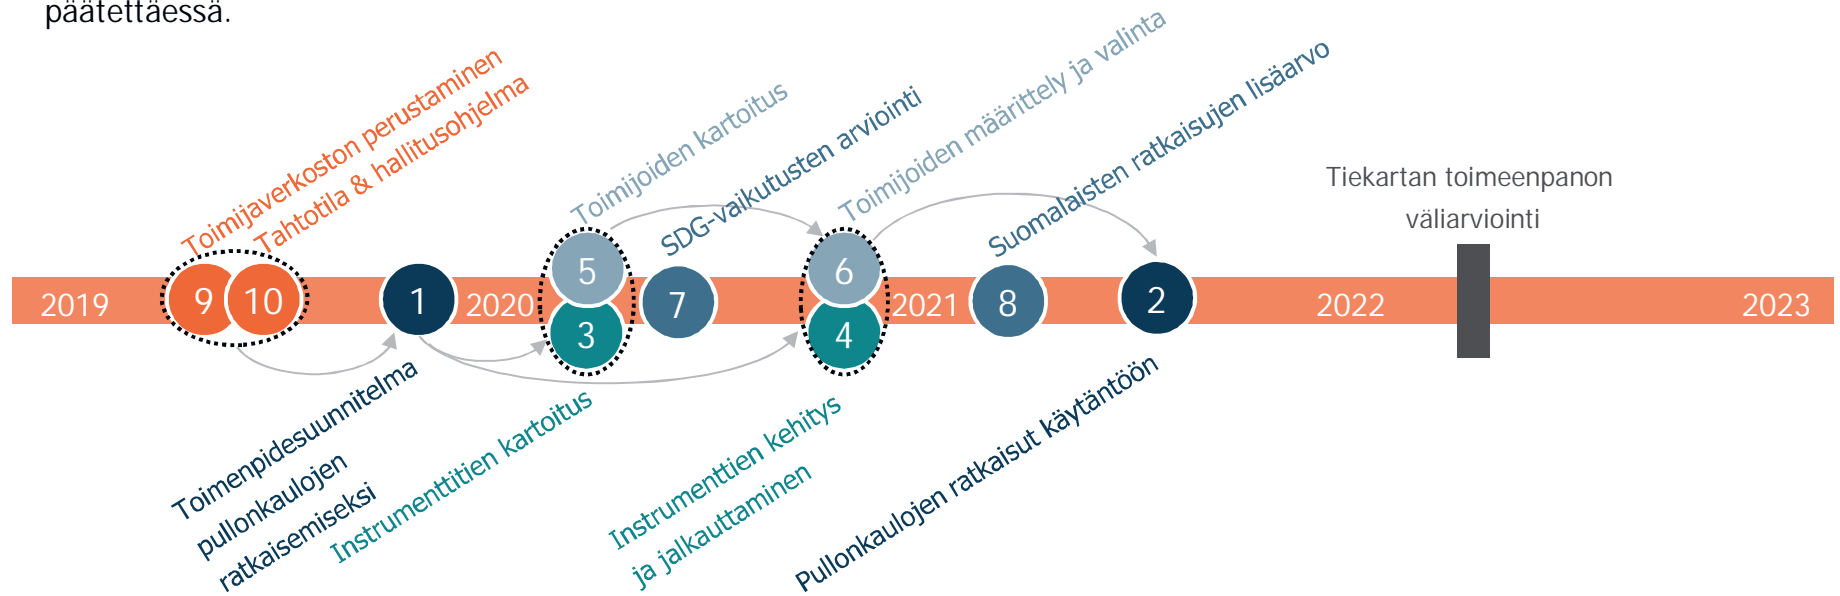 päätettäessä.
Toimijaverkoston perustaminen
Tahtotila & hallitusohjelma
Toimijoiden kartoitus
SDG-vaikutusten arviointi
Toimijoiden määrittely ja valinta
Suomalaisten ratkaisujen lisäarvo
Tiekartan toimeenpanon
väliarviointi
2019
9
10
1
2020
5
3
7
6
4
2021
8
2
2022
2023
Toimenpidesuunnitelma
pullonkaulojen
ratkaisemiseksi
Instrumenttitien kartoitus
Instrumenttien kehitys
ja jalkauttaminen
Pullonkaulojen ratkaisut käytäntöön